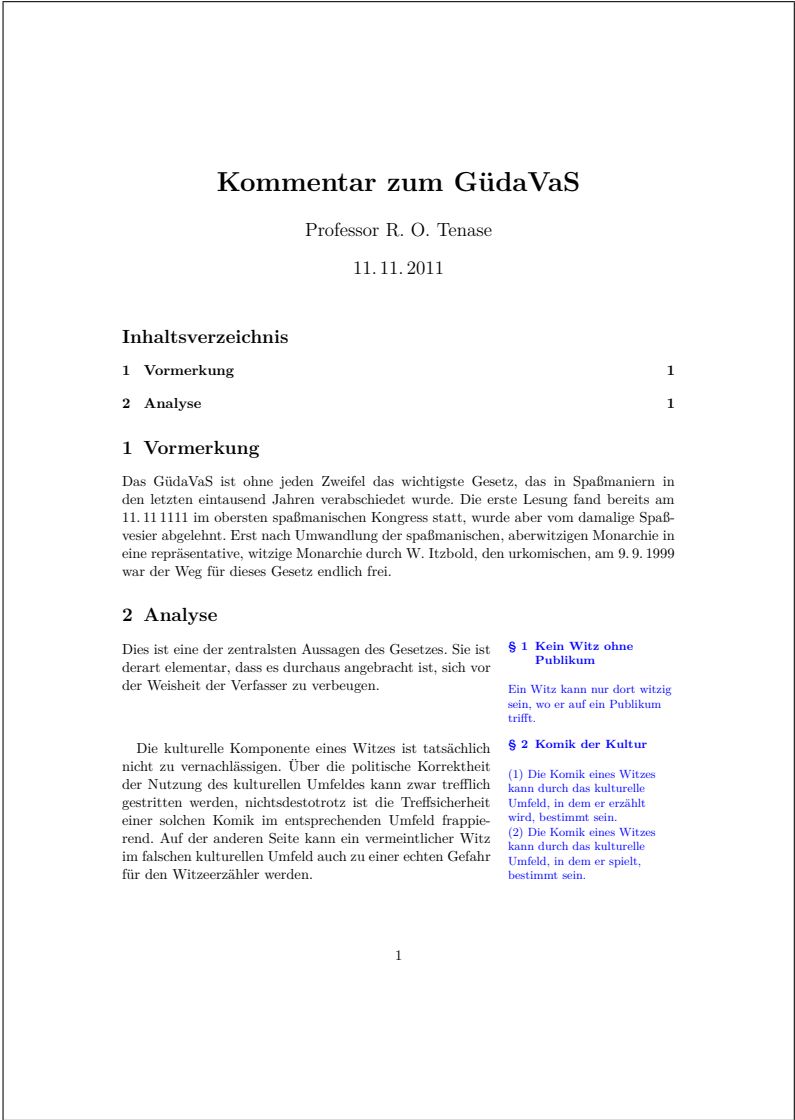 Kommentar zum GüdaVaS
Professor R. O. Tenase
11. 11. 2011
Inhaltsverzeichnis
1 Vormerkung 1
2 Analyse 1
1 Vormerkung
Das GüdaVaS ist ohne jeden Zweifel das wichtigste Gesetz, das in Spaßmaniern in
den letzten eintausend Jahren verabschiedet wurde. Die erste Lesung fand bereits am
11. 11 1111 im obersten spaßmanischen Kongress statt, wurde aber vom damalige Spaß-
vesier abgelehnt. Erst nach Umwandlung der spaßmanischen, aberwitzigen Monarchie in
eine repräsentative, witzige Monarchie durch W. Itzbold, den urkomischen, am 9. 9. 1999
war der Weg für dieses Gesetz endlich frei.
2 Analyse
Dies ist eine der zentralsten Aussagen des Gesetzes. Sie ist
derart elementar, dass es durchaus angebracht ist, sich vor
der Weisheit der Verfasser zu verbeugen.
§ 1 Kein Witz ohne
Publikum
Ein Witz kann nur dort witzig
sein, wo er auf ein Publikum
trifft.
Die kulturelle Komponente eines Witzes ist tatsächlich
nicht zu vernachlässigen. Über die politische Korrektheit
der Nutzung des kulturellen Umfeldes kann zwar trefflich
gestritten werden, nichtsdestotrotz ist die Treffsicherheit
einer solchen Komik im entsprechenden Umfeld frappie-
rend. Auf der anderen Seite kann ein vermeintlicher Witz
im falschen kulturellen Umfeld auch zu einer echten Gefahr
für den Witzeerzähler werden.
§ 2 Komik der Kultur
(1) Die Komik eines Witzes
kann durch das kulturelle
Umfeld, in dem er erzählt
wird, bestimmt sein.
(2) Die Komik eines Witzes
kann durch das kulturelle
Umfeld, in dem er spielt,
bestimmt sein.
1